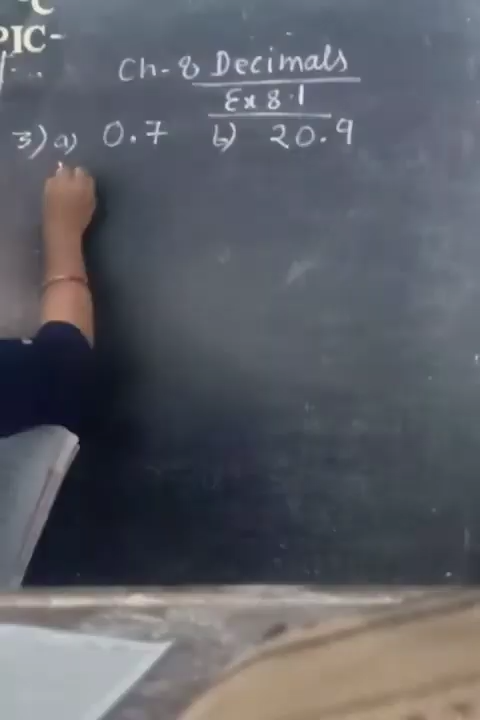 °C
PIC-
Ch-8 Decimals
Ex 8.1
3) a) 0.7 b) 20.9